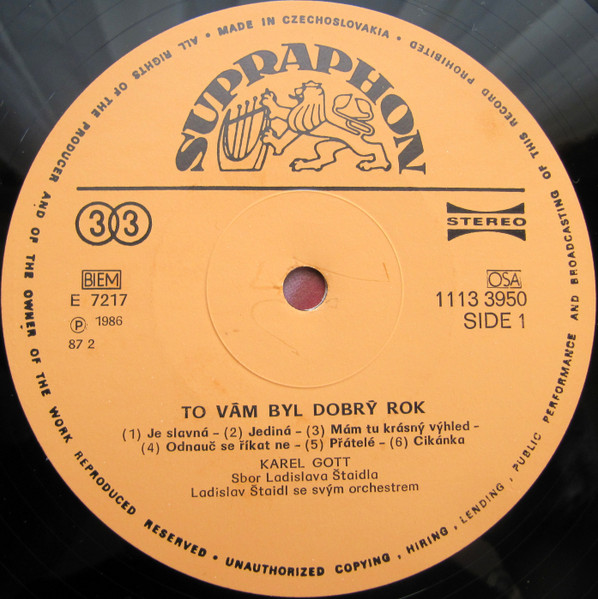 ALL RIGHTS OF THE PRODUCER AND OF THE OWNER OF THE WORK REPRODUCED RESERVED • UNAUTHORIZED COPYING, HIRING, LENDING, PUBLIC PERFORMANCE AND BROADCASTING OF THIS RECORD PROHIBITED • MADE IN CZECHOSLOVAKIA •
SUPRAPHON
33
STEREO
BIEM
E 7217
Ⓟ 1986
87 2
OSA
1113 3950
SIDE 1
TO VÁM BYL DOBRÝ ROK
(1) Je slavná – (2) Jediná – (3) Mám tu krásný výhled –
(4) Odnauč se říkat ne – (5) Přátelé – (6) Cikánka
KAREL GOTT
Sbor Ladislava Štaidla
Ladislav Štaidl se svým orchestrem